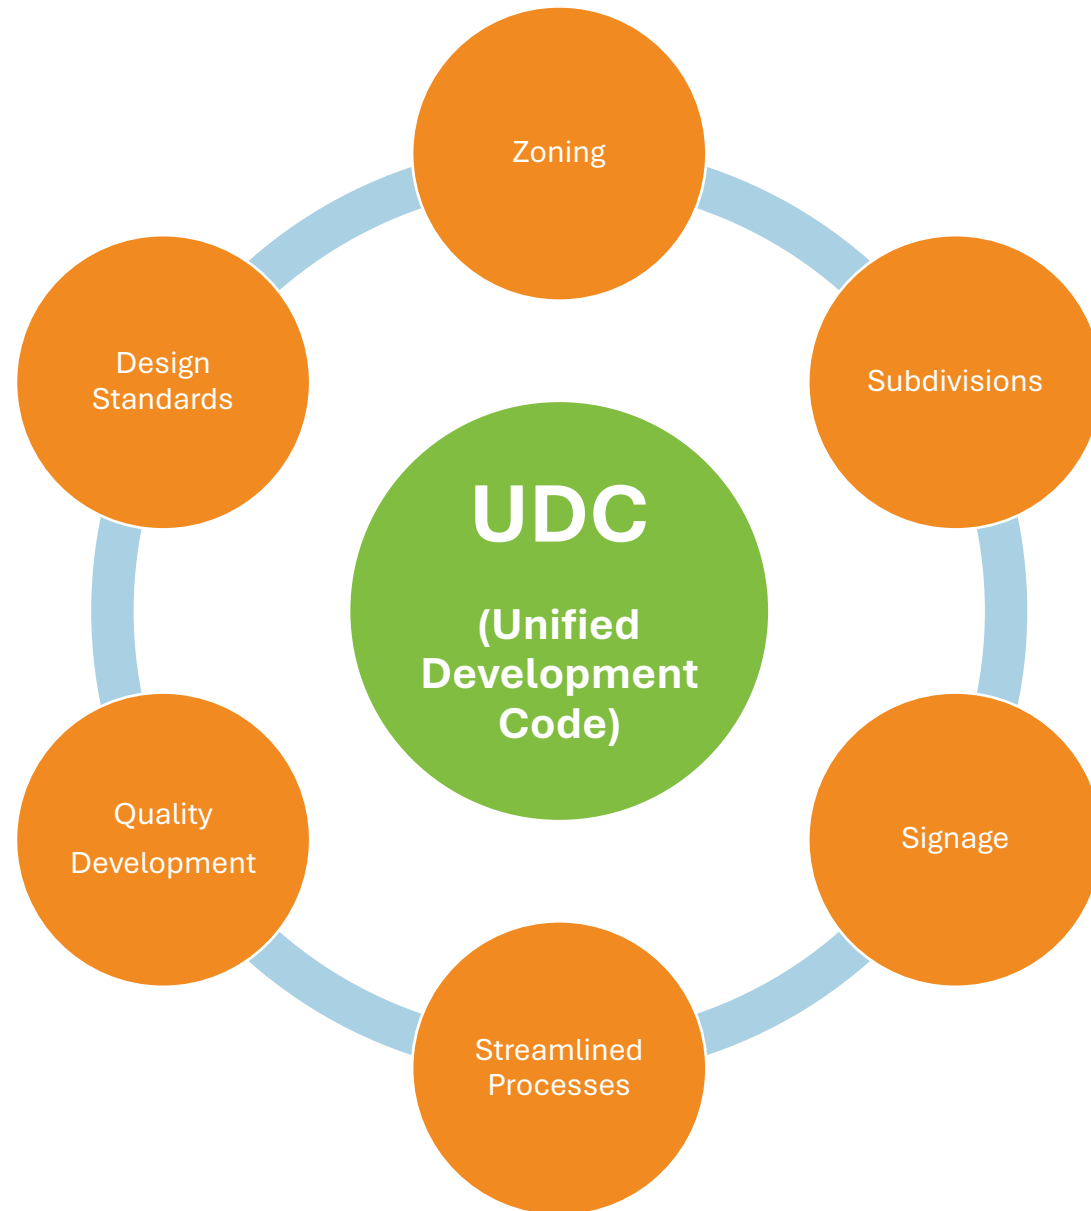 Zoning
Subdivisions
Signage
Streamlined
Processes
Quality
Development
Design
Standards
UDC
(Unified
Development
Code)